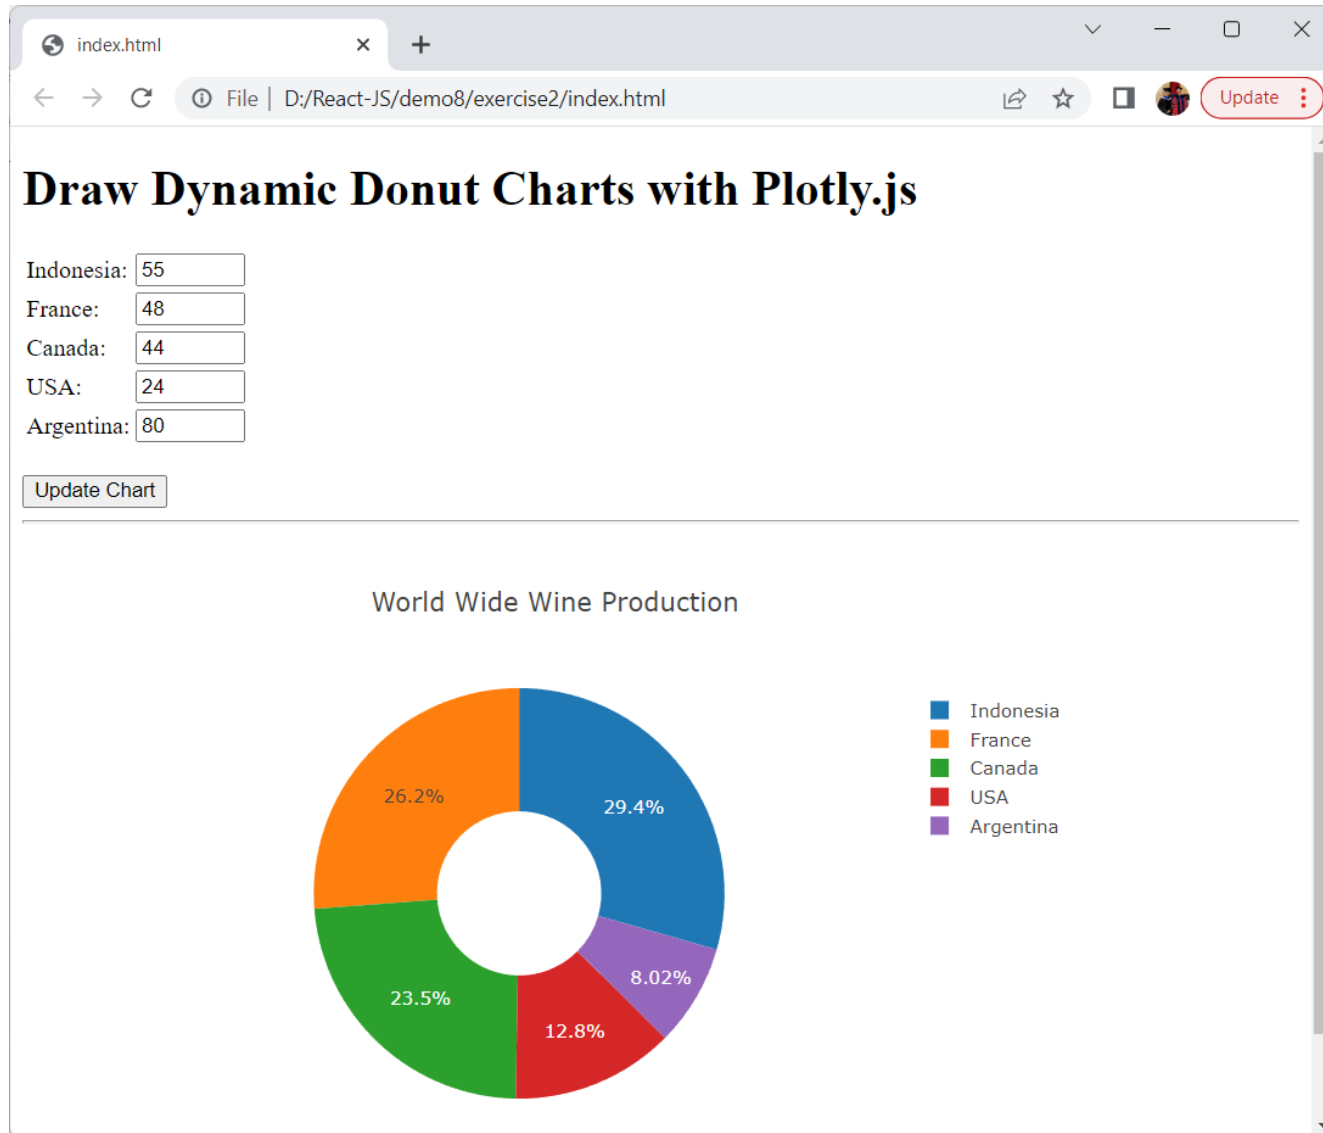 index.html
File | D:/React-JS/demo8/exercise2/index.html Update
Draw Dynamic Donut Charts with Plotly.js
Indonesia: 55
France: 48
Canada: 44
USA: 24
Argentina: 80
Update Chart
World Wide Wine Production
Indonesia
France
Canada
USA
Argentina
26.2%
29.4%
8.02%
23.5%
12.8%